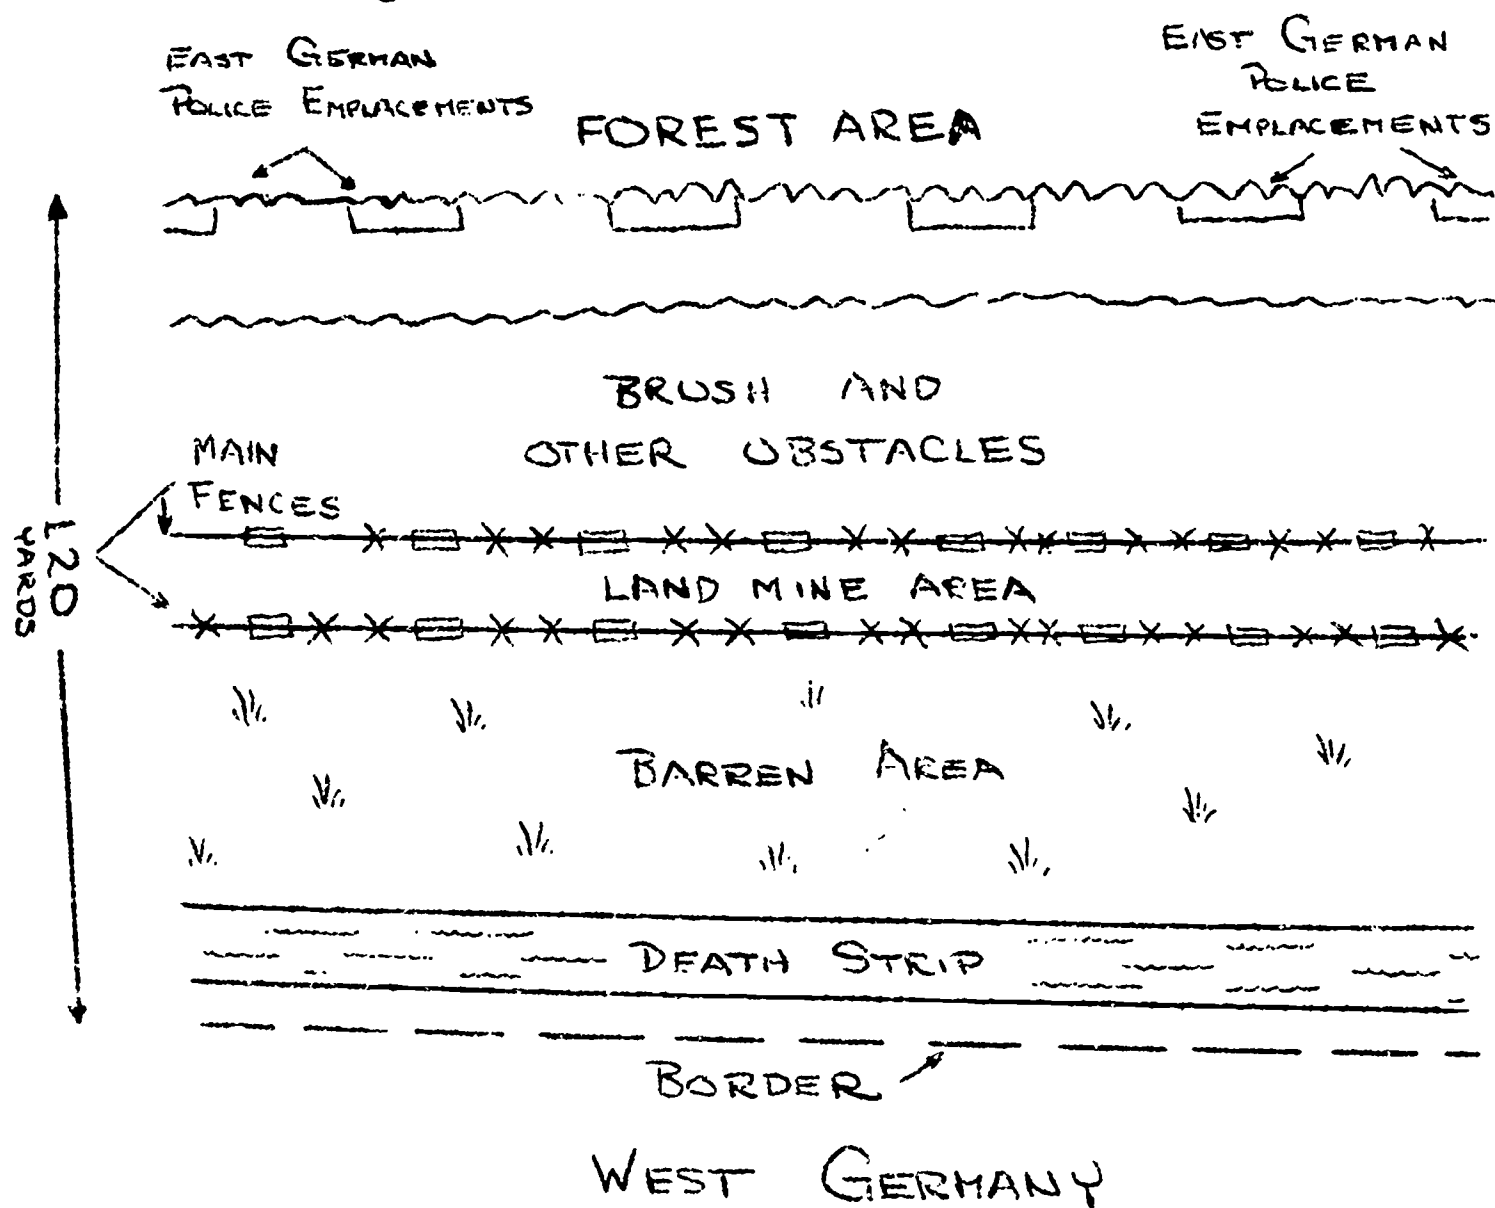 EAST GERMAN
POLICE EMPLACEMENTS
EAST GERMAN
POLICE
EMPLACEMENTS
FOREST AREA
BRUSH AND
OTHER OBSTACLES
MAIN
FENCES
120
YARDS
LAND MINE AREA
BARREN AREA
DEATH STRIP
BORDER
WEST GERMANY